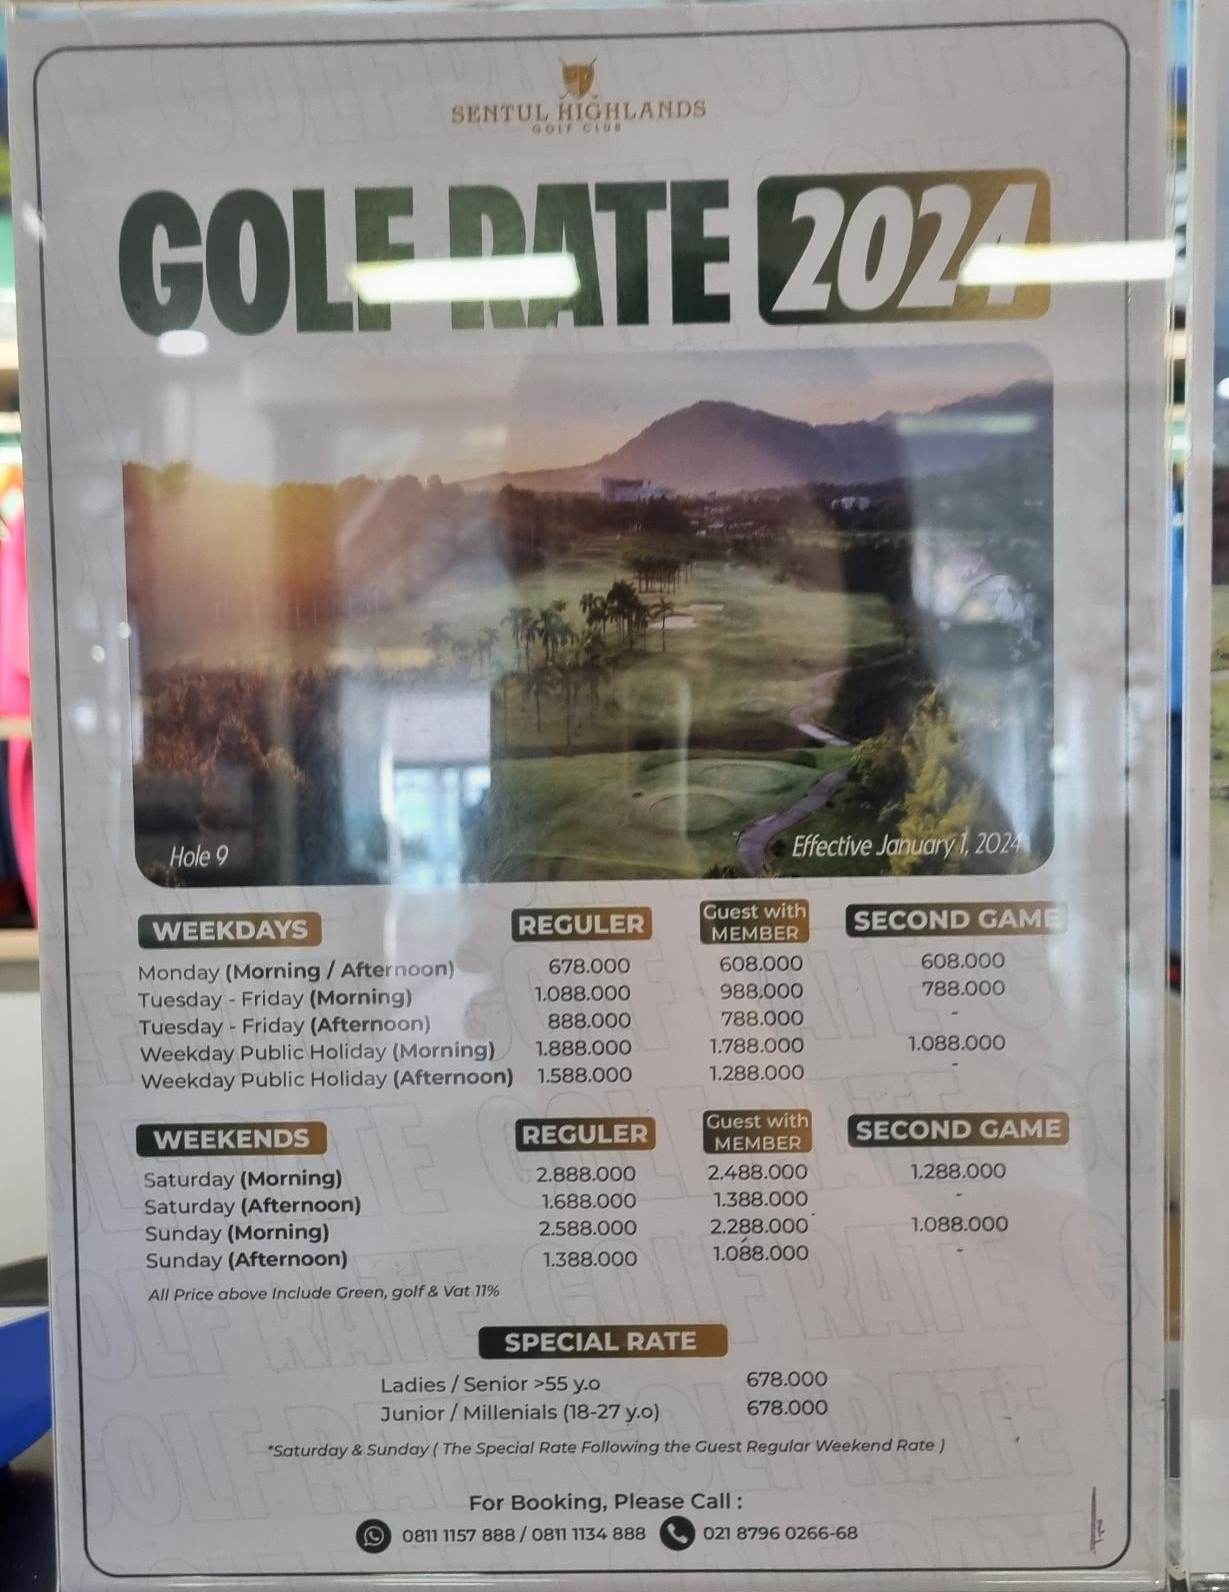 SENTUL HIGHLANDS
GOLF CLUB
GOLF RATE 2024
Hole 9
Effective January 1, 2024
WEEKDAYS REGULER Guest with MEMBER SECOND GAME
Monday (Morning / Afternoon) 678.000 608.000 608.000
Tuesday - Friday (Morning) 1.088.000 988.000 788.000
Tuesday - Friday (Afternoon) 888.000 788.000 -
Weekday Public Holiday (Morning) 1.888.000 1.788.000 1.088.000
Weekday Public Holiday (Afternoon) 1.588.000 1.288.000 -
WEEKENDS REGULER Guest with MEMBER SECOND GAME
Saturday (Morning) 2.888.000 2.488.000 1.288.000
Saturday (Afternoon) 1.688.000 1.388.000 -
Sunday (Morning) 2.588.000 2.288.000 1.088.000
Sunday (Afternoon) 1.388.000 1.088.000 -
All Price above Include Green, golf & Vat 11%
SPECIAL RATE
Ladies / Senior >55 y.o 678.000
Junior / Millenials (18-27 y.o) 678.000
*Saturday & Sunday ( The Special Rate Following the Guest Regular Weekend Rate )
For Booking, Please Call :
0811 1157 888 / 0811 1134 888 021 8796 0266-68